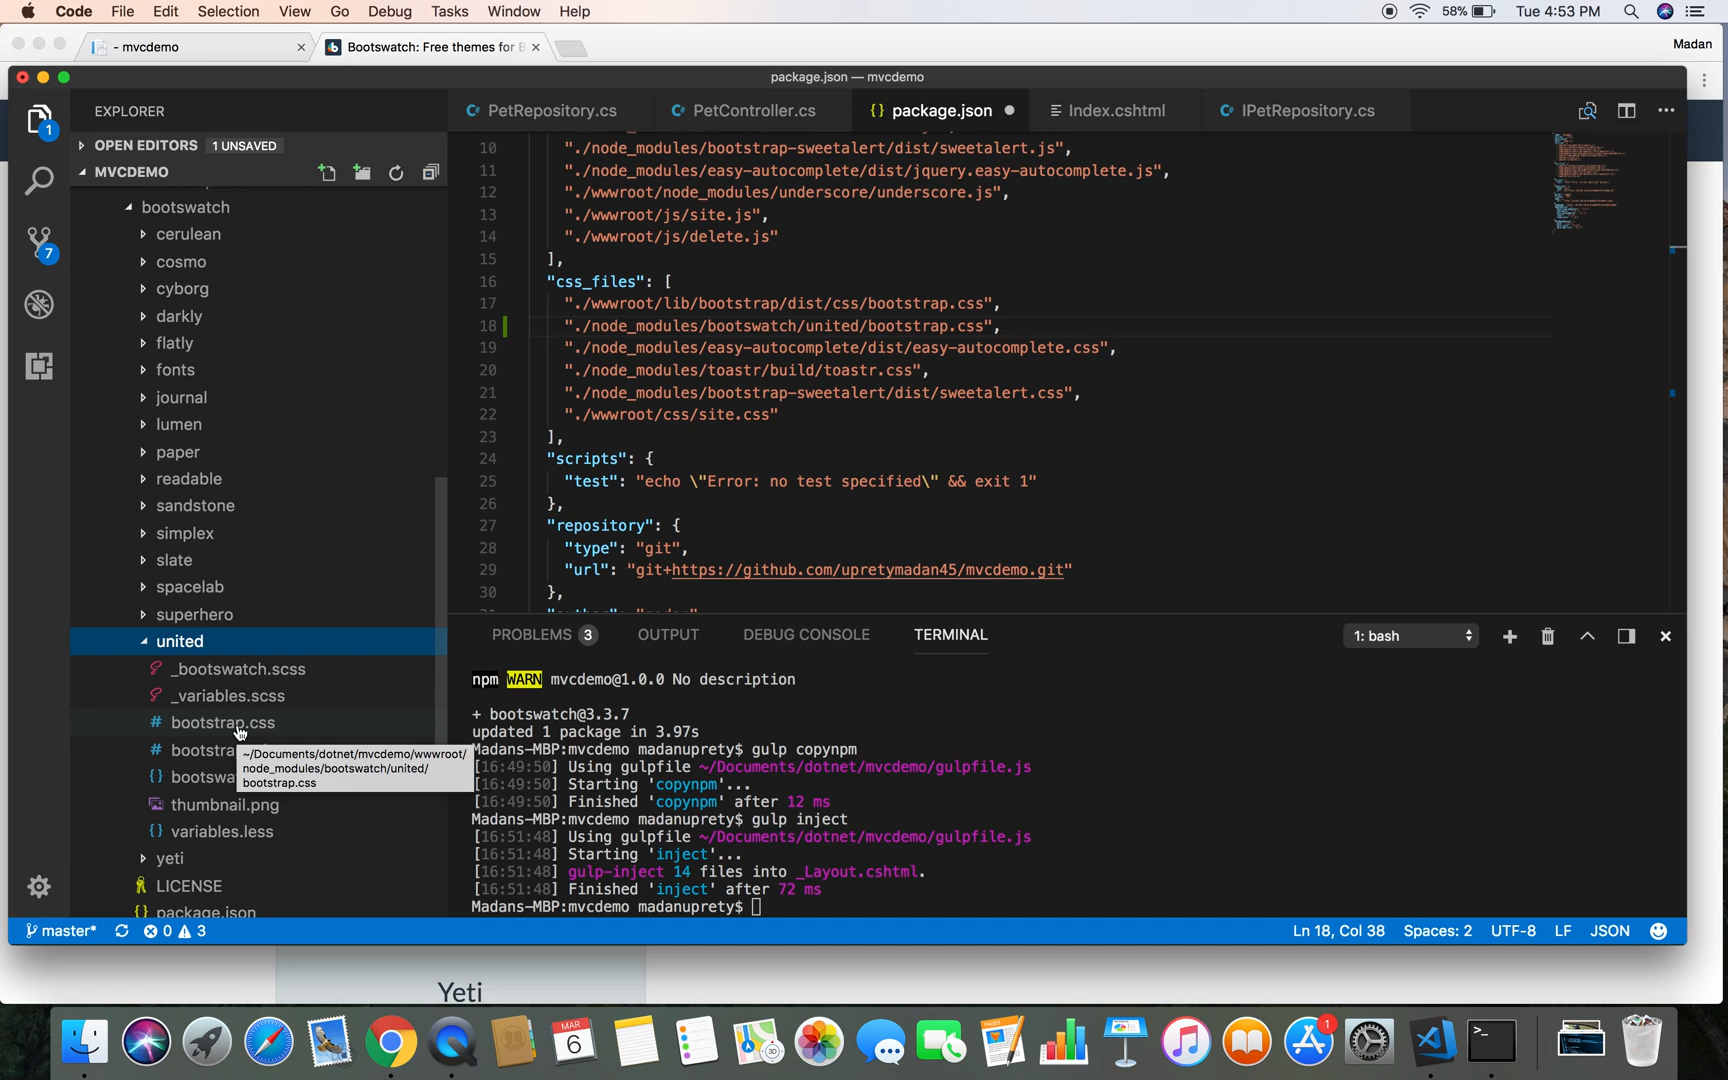 Code File Edit Selection View Go Debug Tasks Window Help 58% Tue 4:53 PM
- mvcdemo × Bootswatch: Free themes for B × Madan
package.json — mvcdemo
EXPLORER PetRepository.cs PetController.cs {} package.json Index.cshtml IPetRepository.cs
1
OPEN EDITORS 1 UNSAVED
MVCDEMO
7
bootswatch
cerulean
cosmo
cyborg
darkly
flatly
fonts
journal
lumen
paper
readable
sandstone
simplex
slate
spacelab
superhero
united
_bootswatch.scss
_variables.scss
# bootstrap.css
# bootstra
{} bootswa
thumbnail.png
{} variables.less
yeti
LICENSE
{} package.json
~/Documents/dotnet/mvcdemo/wwwroot/
node_modules/bootswatch/united/
bootstrap.css
10 "./node_modules/bootstrap-sweetalert/dist/sweetalert.js",
11 "./node_modules/easy-autocomplete/dist/jquery.easy-autocomplete.js",
12 "./wwwroot/node_modules/underscore/underscore.js",
13 "./wwwroot/js/site.js",
14 "./wwwroot/js/delete.js"
15 ],
16 "css_files": [
17 "./wwwroot/lib/bootstrap/dist/css/bootstrap.css",
18 "./node_modules/bootswatch/united/bootstrap.css",
19 "./node_modules/easy-autocomplete/dist/easy-autocomplete.css",
20 "./node_modules/toastr/build/toastr.css",
21 "./node_modules/bootstrap-sweetalert/dist/sweetalert.css",
22 "./wwwroot/css/site.css"
23 ],
24 "scripts": {
25 "test": "echo \"Error: no test specified\" && exit 1"
26 },
27 "repository": {
28 "type": "git",
29 "url": "git+https://github.com/upretymadan45/mvcdemo.git"
30 },
PROBLEMS 3 OUTPUT DEBUG CONSOLE TERMINAL 1: bash
npm WARN mvcdemo@1.0.0 No description
+ bootswatch@3.3.7
updated 1 package in 3.97s
Madans-MBP:mvcdemo madanuprety$ gulp copynpm
[16:49:50] Using gulpfile ~/Documents/dotnet/mvcdemo/gulpfile.js
[16:49:50] Starting 'copynpm'...
[16:49:50] Finished 'copynpm' after 12 ms
Madans-MBP:mvcdemo madanuprety$ gulp inject
[16:51:48] Using gulpfile ~/Documents/dotnet/mvcdemo/gulpfile.js
[16:51:48] Starting 'inject'...
[16:51:48] gulp-inject 14 files into _Layout.cshtml.
[16:51:48] Finished 'inject' after 72 ms
Madans-MBP:mvcdemo madanuprety$
master* 0 3 Ln 18, Col 38 Spaces: 2 UTF-8 LF JSON
Yeti
MAR
6
1